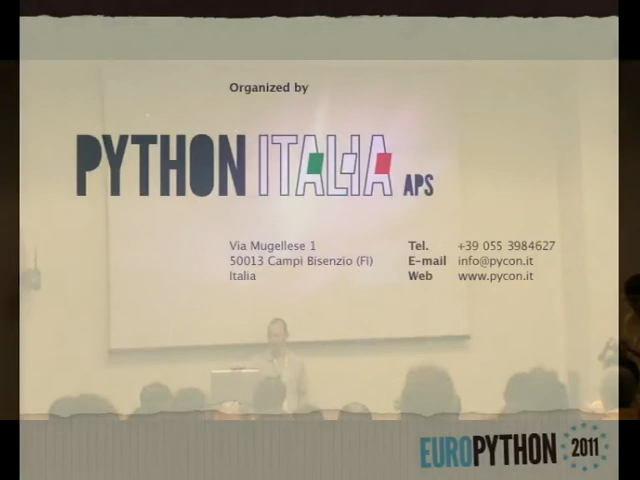 Organized by
PYTHON ITALIA APS
Via Mugellese 1
50013 Campi Bisenzio (FI)
Italia
Tel. +39 055 3984627
E-mail info@pycon.it
Web www.pycon.it
EUROPYTHON 2011